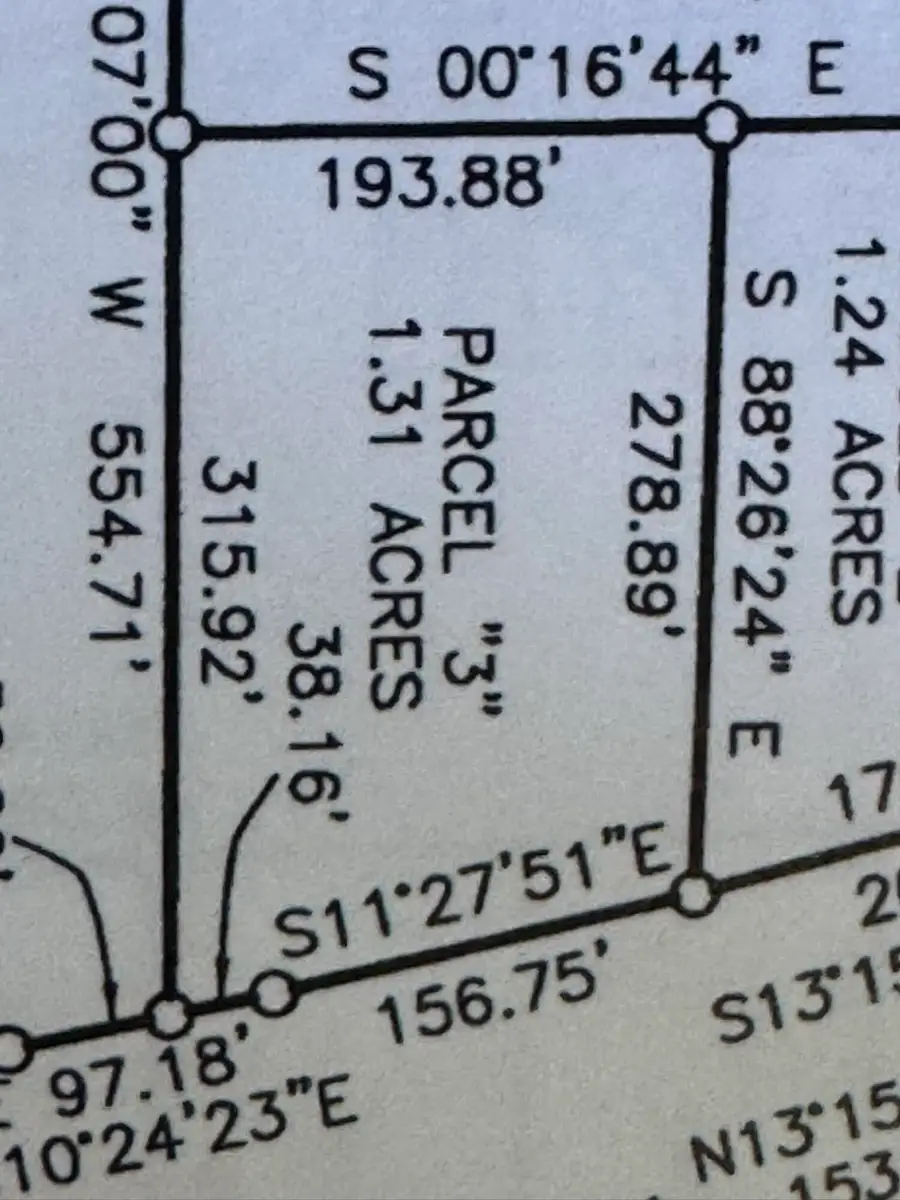 S 00°16'44" E
193.88'
07'00" W 554.71'
315.92'
38.16'
PARCEL "3"
1.31 ACRES
278.89'
S 88°26'24" E
1.24 ACRES
S11°27'51"E
156.75'
97.18'
10°24'23"E
17
2
S13°15
N13°15
153